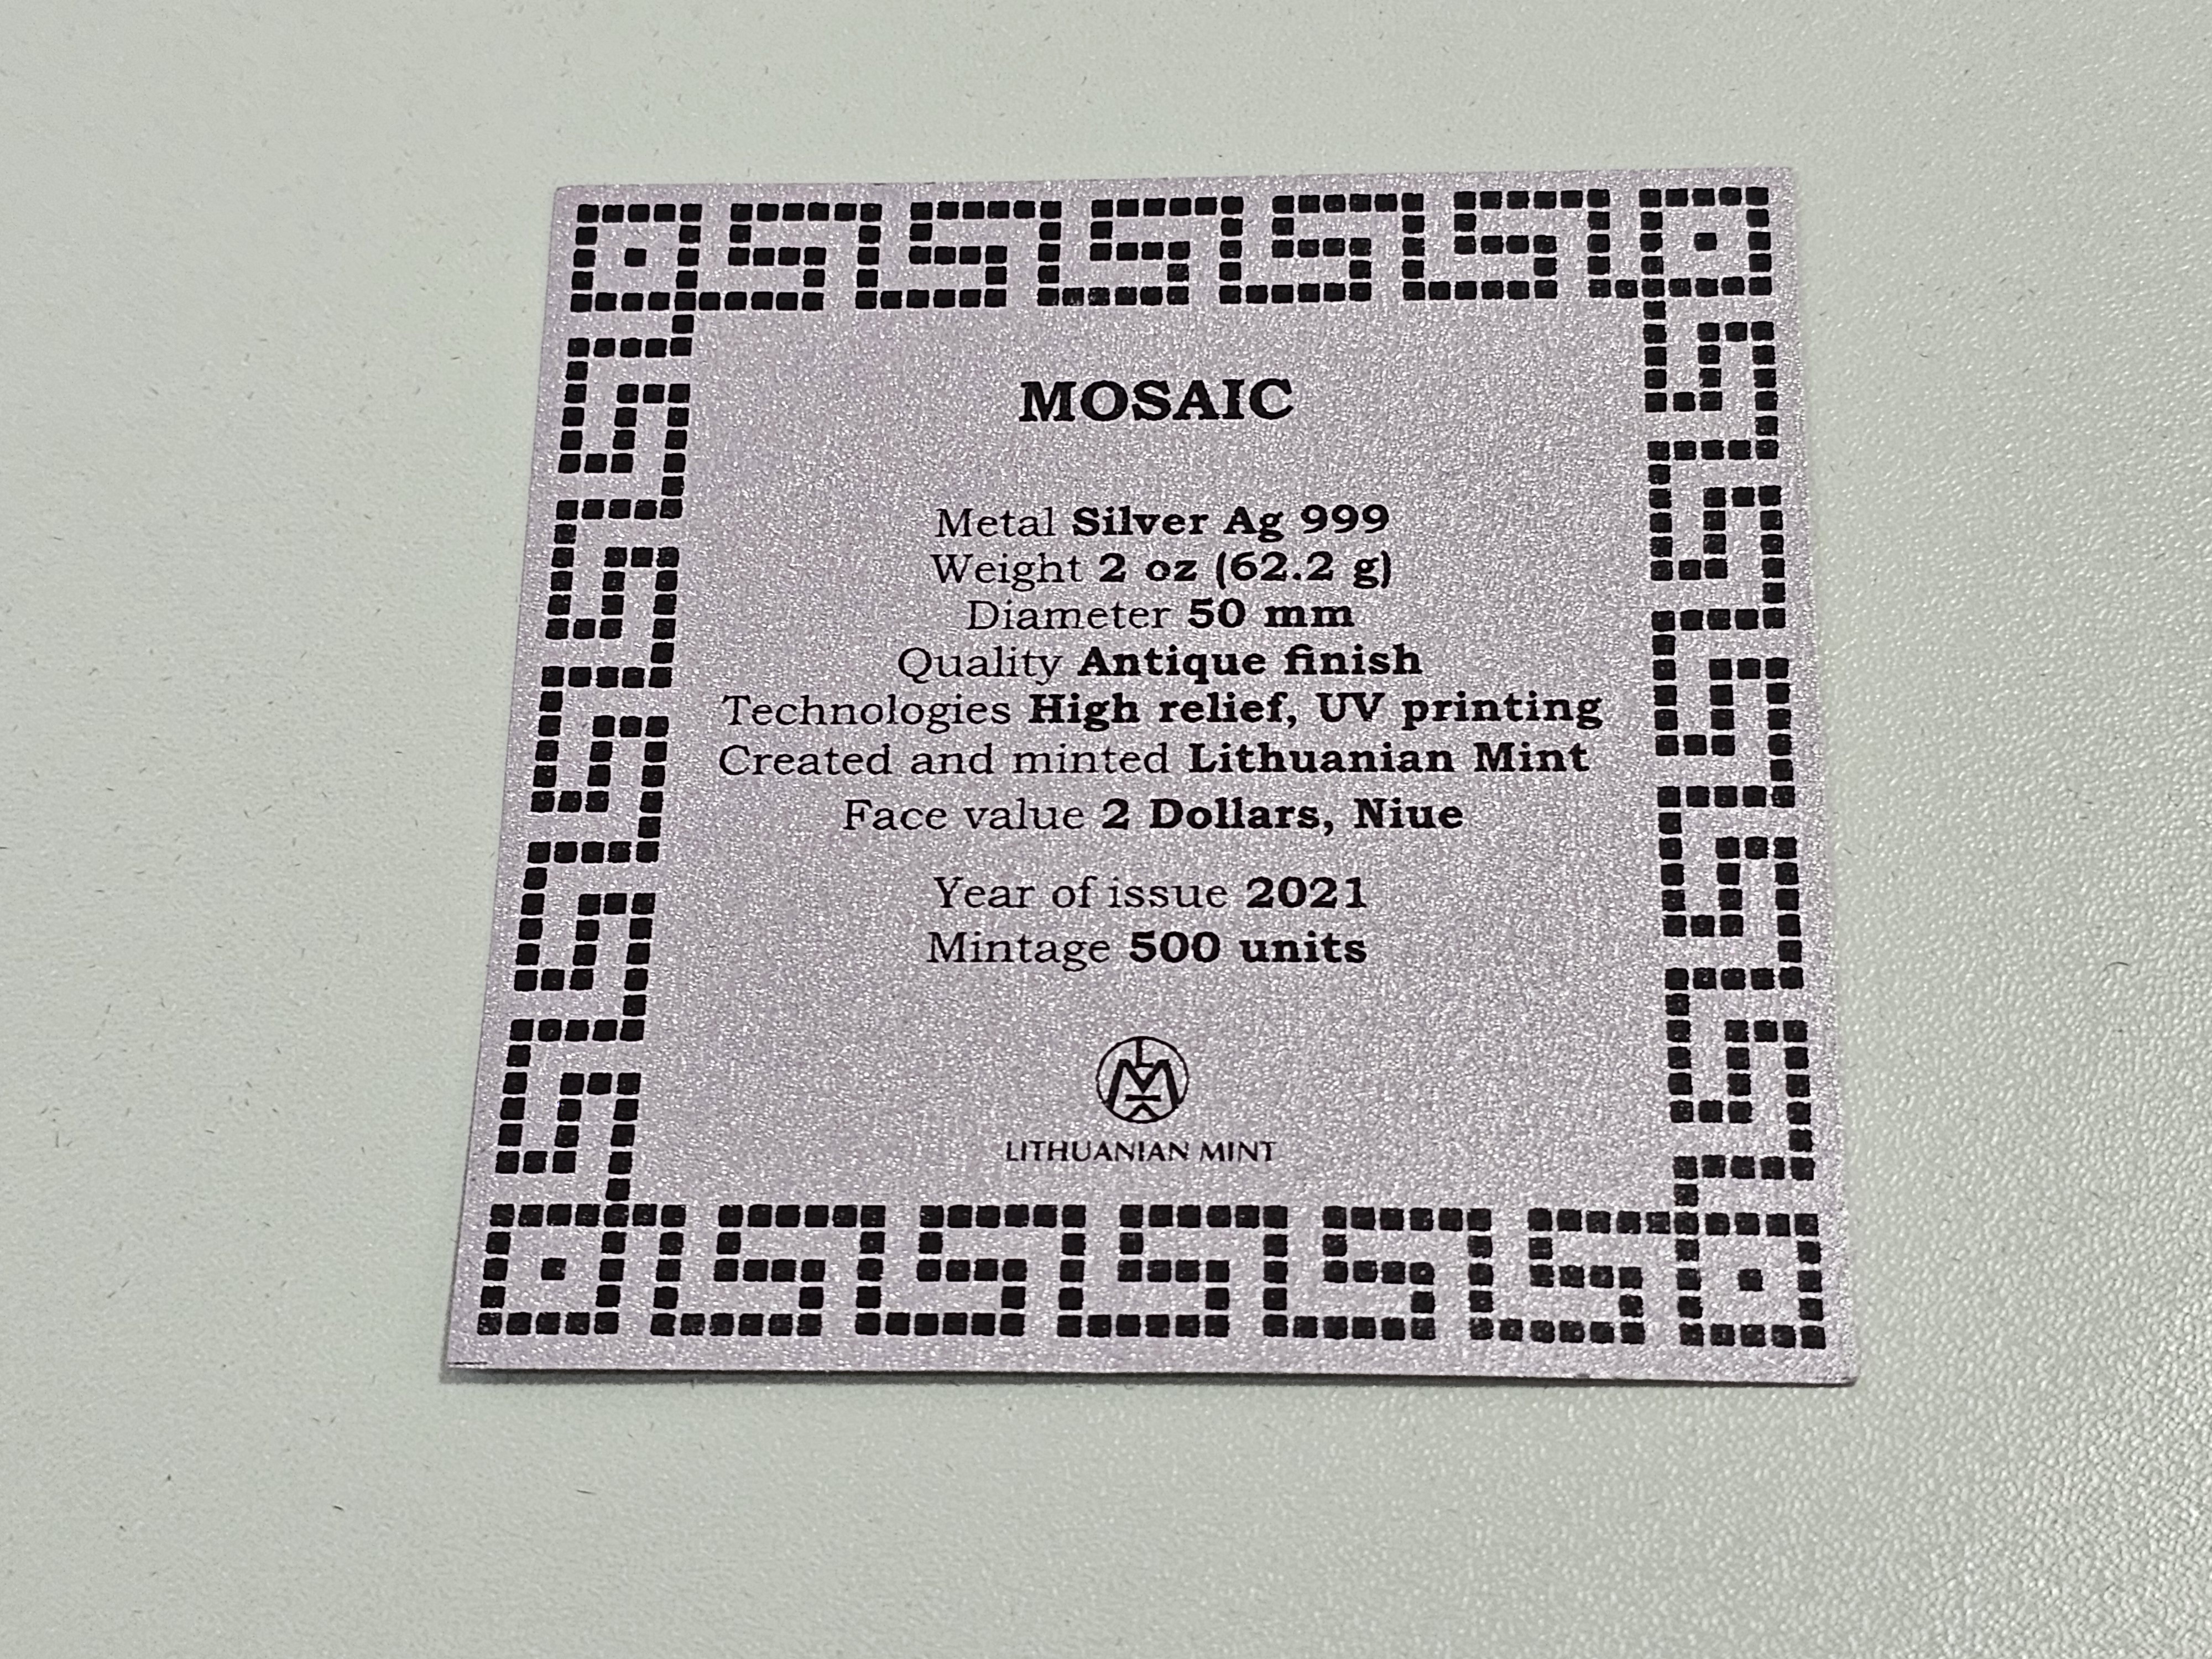 MOSAIC
Metal Silver Ag 999
Weight 2 oz (62.2 g)
Diameter 50 mm
Quality Antique finish
Technologies High relief, UV printing
Created and minted Lithuanian Mint
Face value 2 Dollars, Niue
Year of issue 2021
Mintage 500 units
LITHUANIAN MINT